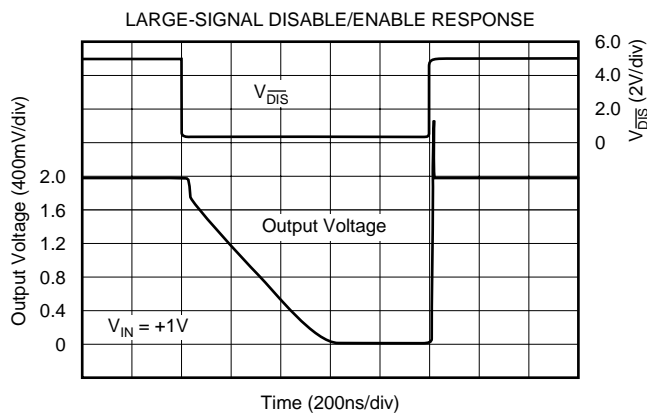 LARGE-SIGNAL DISABLE/ENABLE RESPONSE
6.0
4.0
2.0
0
V_DIS (2V/div)
V_DIS
Output Voltage (400mV/div)
2.0
1.6
1.2
0.8
0.4
0
Output Voltage
V_IN = +1V
Time (200ns/div)